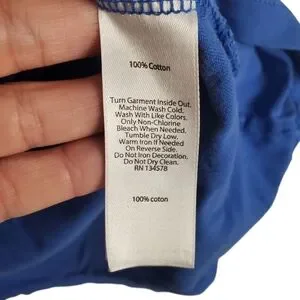 100% Cotton
Turn Garment Inside Out.
Machine Wash Cold.
Wash With Like Colors.
Only Non-Chlorine
Bleach When Needed.
Tumble Dry Low.
Warm Iron If Needed
On Reverse Side.
Do Not Iron Decoration.
Do Not Dry Clean.
RN 134578
100% coton